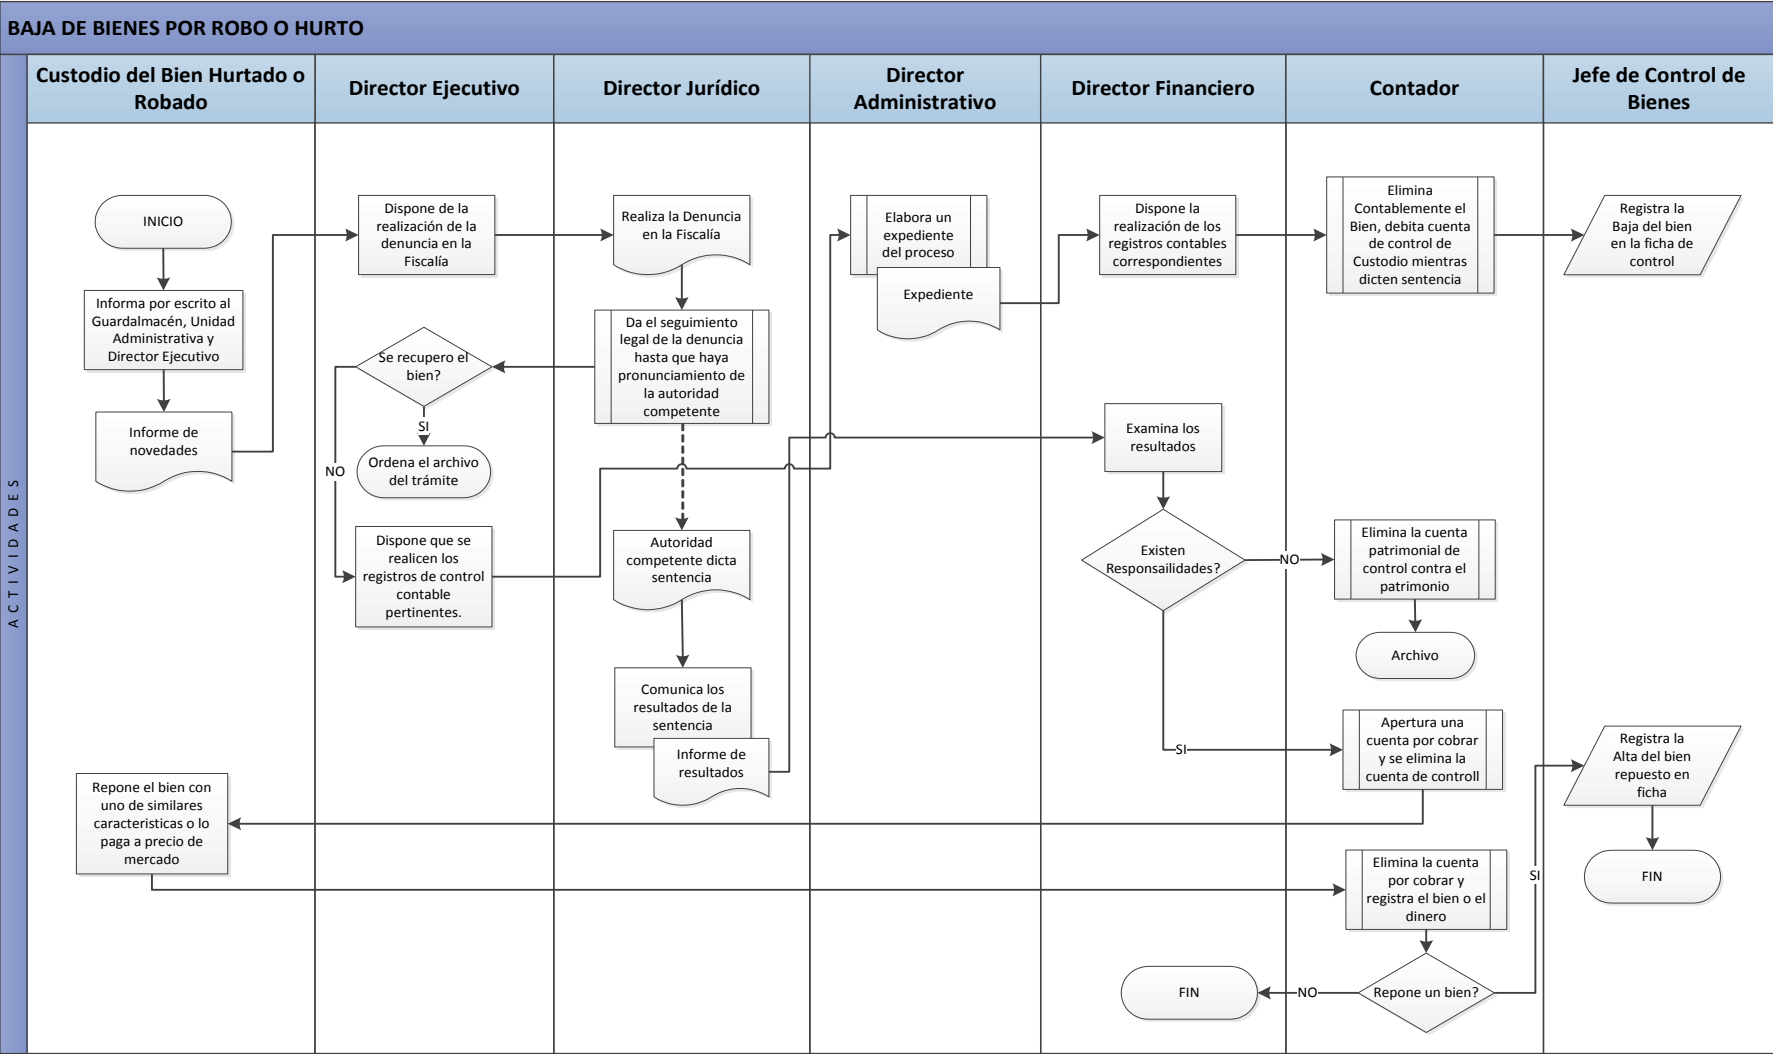 BAJA DE BIENES POR ROBO O HURTO
ACTIVIDADES
Custodio del Bien Hurtado o
Robado
Director Ejecutivo
Director Jurídico
Director
Administrativo
Director Financiero
Contador
Jefe de Control de
Bienes
INICIO
Informa por escrito al
Guardalmacén, Unidad
Administrativa y
Director Ejecutivo
Informe de
novedades
Repone el bien con
uno de similares
caracteristicas o lo
paga a precio de
mercado
Dispone de la
realización de la
denuncia en la
Fiscalía
Se recupero el
bien?
SI
NO
Ordena el archivo
del trámite
Dispone que se
realicen los
registros de control
contable
pertinentes.
Realiza la Denuncia
en la Fiscalía
Da el seguimiento
legal de la denuncia
hasta que haya
pronunciamiento de
la autoridad
competente
Autoridad
competente dicta
sentencia
Comunica los
resultados de la
sentencia
Informe de
resultados
Elabora un
expediente
del proceso
Expediente
Dispone la
realización de los
registros contables
correspondientes
Examina los
resultados
Existen
Responsailidades?
NO
SI
FIN
Elimina
Contablemente el
Bien, debita cuenta
de control de
Custodio mientras
dicten sentencia
Elimina la cuenta
patrimonial de
control contra el
patrimonio
Archivo
Apertura una
cuenta por cobrar
y se elimina la
cuenta de controll
Elimina la cuenta
por cobrar y
registra el bien o el
dinero
Repone un bien?
NO
SI
Registra la
Baja del bien
en la ficha de
control
Registra la
Alta del bien
repuesto en
ficha
FIN